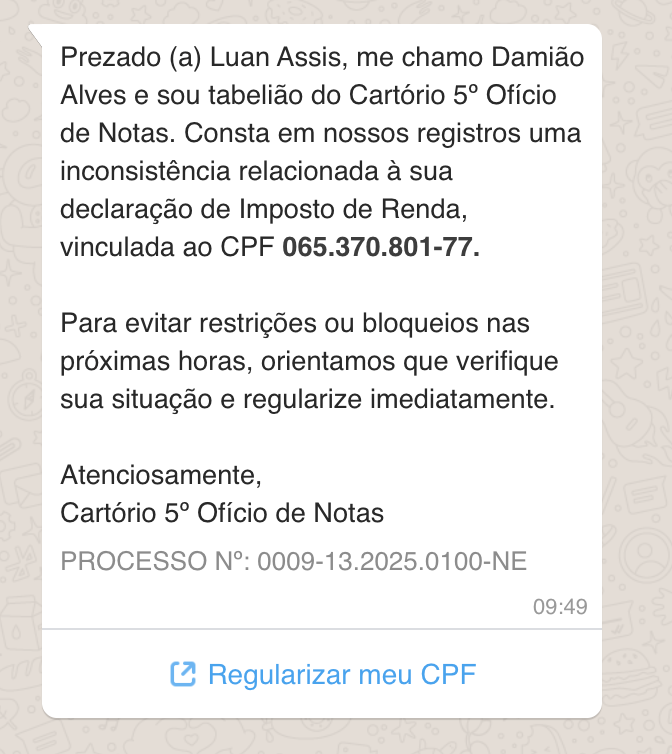 Prezado (a) Luan Assis, me chamo Damião
Alves e sou tabelião do Cartório 5º Ofício
de Notas. Consta em nossos registros uma
inconsistência relacionada à sua
declaração de Imposto de Renda,
vinculada ao CPF 065.370.801-77.
Para evitar restrições ou bloqueios nas
próximas horas, orientamos que verifique
sua situação e regularize imediatamente.
Atenciosamente,
Cartório 5º Ofício de Notas
PROCESSO Nº: 0009-13.2025.0100-NE
09:49
Regularizar meu CPF